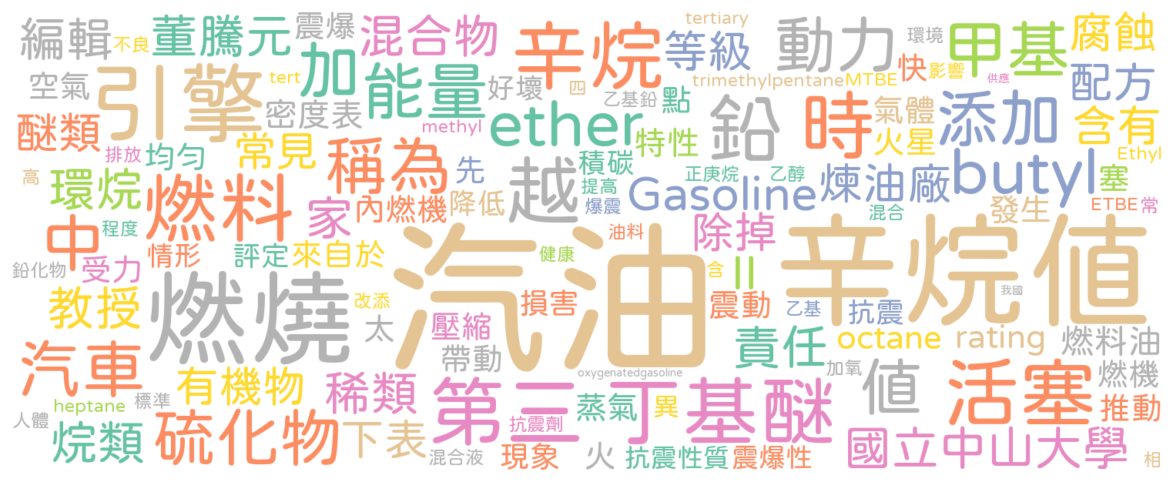 編輯
不良
董騰元
震爆
混合物
辛烷
等級
tertiary
動力
環境
甲基
腐蝕
空氣
引擎
tert
加
能量
好壞
四
trimethylpentane
MTBE
快
影響
供應
配方
密度表
乙基鉛
點
氣體
添加
含有
醚類
methyl
ether
特性
鉛
時
火星
Ethyl
排放
均勻
常見
稱為
先
積碳
正庚烷
乙醇
煉油廠
butyl
塞
高
環烷
燃料
家
內燃機
降低
越
提高
爆震
Gasoline
混合
發生
ETBE
常
中
程度
油料
除掉
鉛化物
受力
情形
評定
來自於
汽油
健康
含
=
辛烷值
我國
教授
燃燒
改添
太
壓縮
損害
震動
乙基
抗震
汽車
帶動
責任
octane
rating
燃料油
有機物
稀類
oxygenatedgasoline
加氧
值
活塞
燃機
heptane
標準
人體
第三丁基醚
蒸氣
異
推動
烷類
硫化物
下表
抗震劑
混合液
現象
火
抗震性質
震爆性
國立中山大學
相